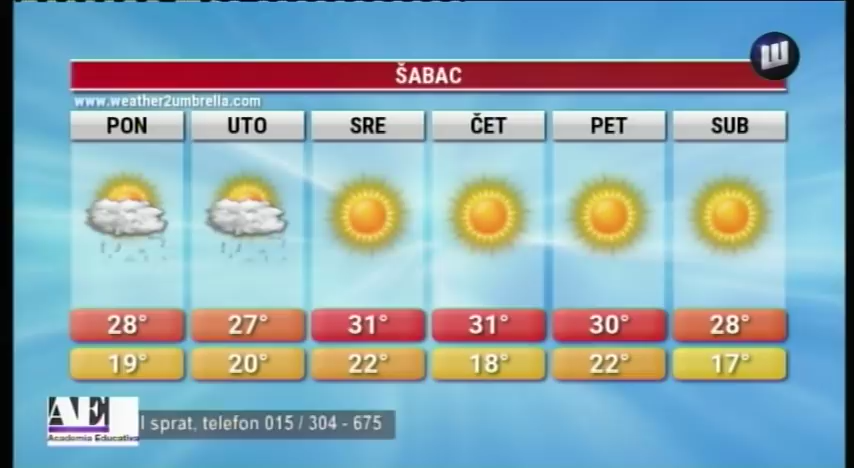 ŠABAC
www.weather2umbrella.com
PON UTO SRE ČET PET SUB
28° 27° 31° 31° 30° 28°
19° 20° 22° 18° 22° 17°
AE
Academia Educativa
I sprat, telefon 015 / 304 - 675